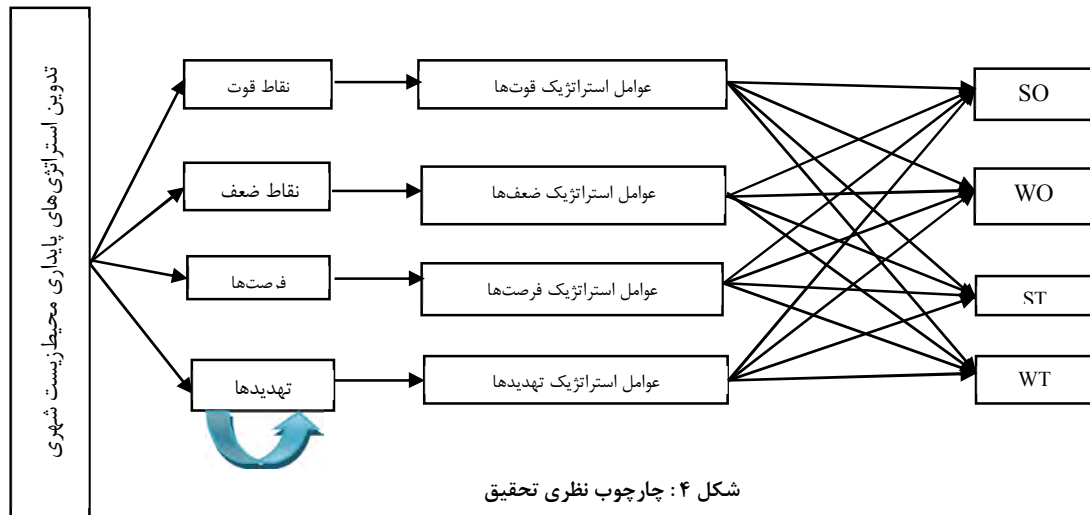 تدوین استراتژی‌های پایداری محیط‌زیست شهری
نقاط قوت
عوامل استراتژیک قوت‌ها
SO
نقاط ضعف
عوامل استراتژیک ضعف‌ها
WO
فرصت‌ها
عوامل استراتژیک فرصت‌ها
ST
تهدیدها
عوامل استراتژیک تهدیدها
WT
شکل ۴: چارچوب نظری تحقیق